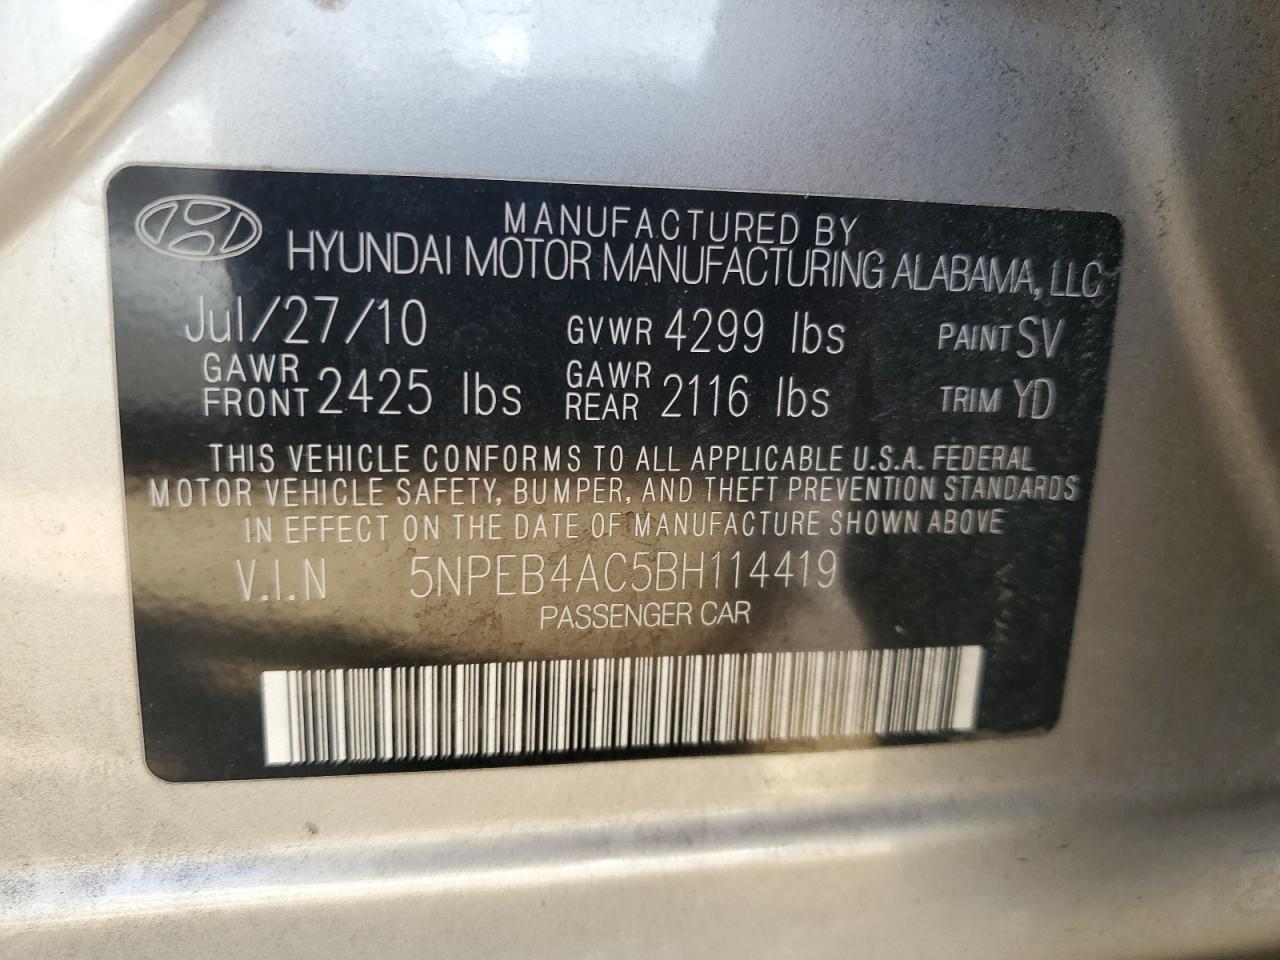 MANUFACTURED BY
HYUNDAI MOTOR MANUFACTURING ALABAMA, LLC
Jul/27/10 GVWR 4299 lbs PAINT SV
GAWR FRONT 2425 lbs GAWR REAR 2116 lbs TRIM YD
THIS VEHICLE CONFORMS TO ALL APPLICABLE U.S.A. FEDERAL
MOTOR VEHICLE SAFETY, BUMPER, AND THEFT PREVENTION STANDARDS
IN EFFECT ON THE DATE OF MANUFACTURE SHOWN ABOVE
V.I.N 5NPEB4AC5BH114419
PASSENGER CAR